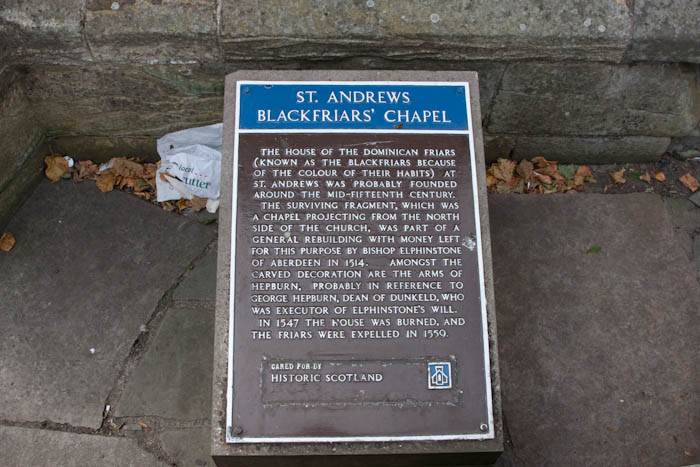 ST. ANDREWS
BLACKFRIARS' CHAPEL
THE HOUSE OF THE DOMINICAN FRIARS
(KNOWN AS THE BLACKFRIARS BECAUSE
OF THE COLOUR OF THEIR HABITS) AT
ST. ANDREWS WAS PROBABLY FOUNDED
AROUND THE MID-FIFTEENTH CENTURY.
THE SURVIVING FRAGMENT, WHICH WAS
A CHAPEL PROJECTING FROM THE NORTH
SIDE OF THE CHURCH, WAS PART OF A
GENERAL REBUILDING WITH MONEY LEFT
FOR THIS PURPOSE BY BISHOP ELPHINSTONE
OF ABERDEEN IN 1514. AMONGST THE
CARVED DECORATION ARE THE ARMS OF
HEPBURN, PROBABLY IN REFERENCE TO
GEORGE HEPBURN, DEAN OF DUNKELD, WHO
WAS EXECUTOR OF ELPHINSTONE'S WILL.
IN 1547 THE HOUSE WAS BURNED, AND
THE FRIARS WERE EXPELLED IN 1559.
CARED FOR BY
HISTORIC SCOTLAND
local